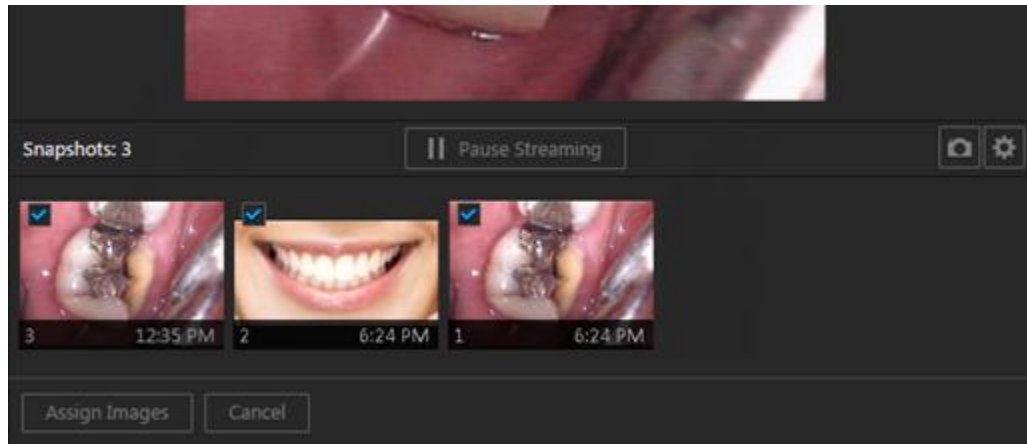 Snapshots: 3
Pause Streaming
3 12:35 PM
2 6:24 PM
1 6:24 PM
Assign Images
Cancel